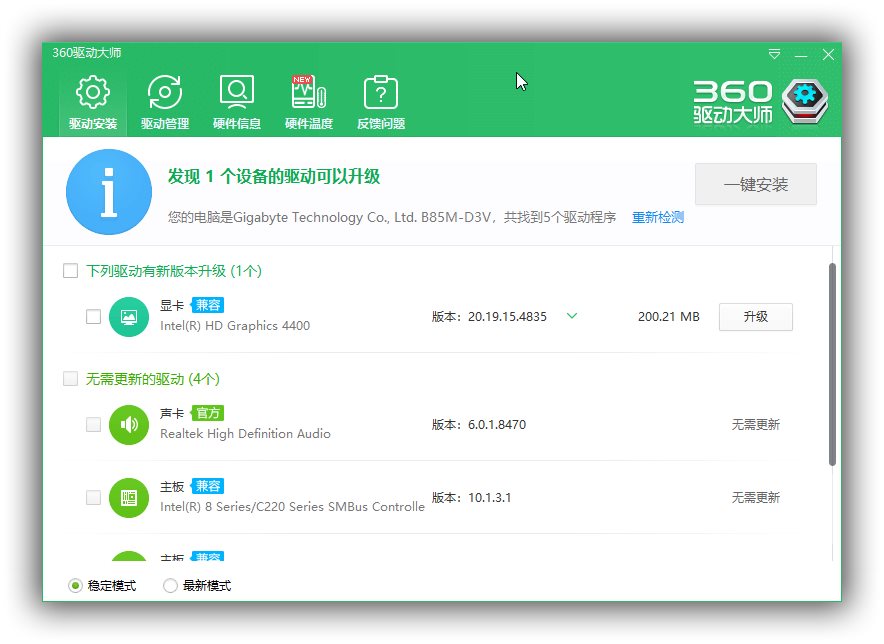 360驱动大师
驱动安装
驱动管理
硬件信息
NEW
硬件温度
反馈问题
360
驱动大师
发现 1 个设备的驱动可以升级
一键安装
您的电脑是Gigabyte Technology Co., Ltd. B85M-D3V，共找到5个驱动程序 重新检测
下列驱动有新版本升级 (1个)
显卡 兼容
Intel(R) HD Graphics 4400
版本：20.19.15.4835
200.21 MB
升级
无需更新的驱动 (4个)
声卡 官方
Realtek High Definition Audio
版本：6.0.1.8470
无需更新
主板 兼容
Intel(R) 8 Series/C220 Series SMBus Controlle
版本：10.1.3.1
无需更新
主板 兼容
稳定模式 最新模式